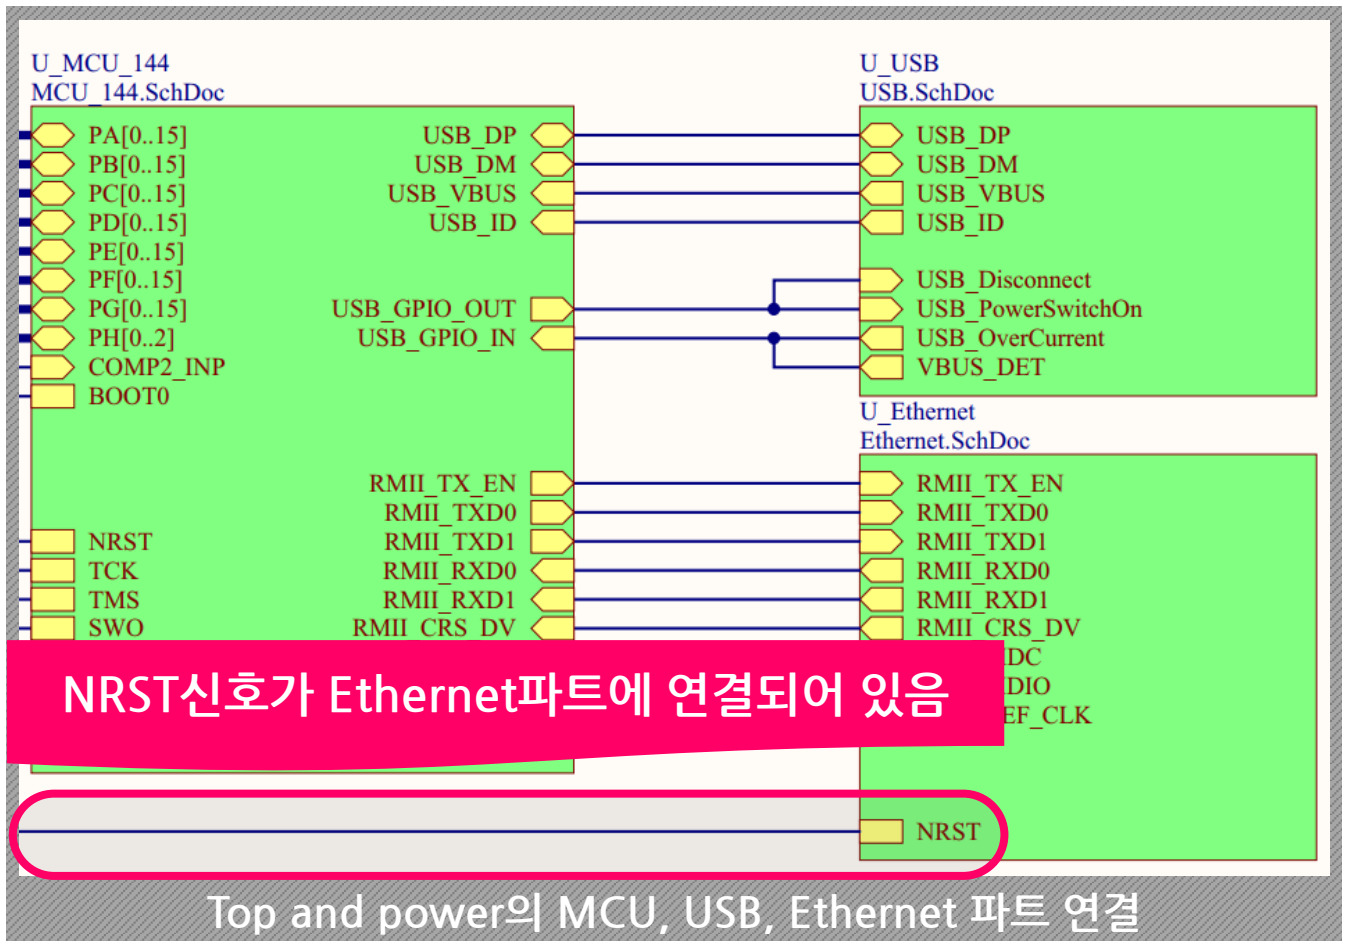 U_MCU_144
MCU_144.SchDoc
PA[0..15]
PB[0..15]
PC[0..15]
PD[0..15]
PE[0..15]
PF[0..15]
PG[0..15]
PH[0..2]
COMP2_INP
BOOT0
NRST
TCK
TMS
SWO
USB_DP
USB_DM
USB_VBUS
USB_ID
USB_GPIO_OUT
USB_GPIO_IN
RMII_TX_EN
RMII_TXD0
RMII_TXD1
RMII_RXD0
RMII_RXD1
RMII_CRS_DV
U_USB
USB.SchDoc
USB_DP
USB_DM
USB_VBUS
USB_ID
USB_Disconnect
USB_PowerSwitchOn
USB_OverCurrent
VBUS_DET
U_Ethernet
Ethernet.SchDoc
RMII_TX_EN
RMII_TXD0
RMII_TXD1
RMII_RXD0
RMII_RXD1
RMII_CRS_DV
DC
DIO
EF_CLK
NRST
NRST신호가 Ethernet파트에 연결되어 있음
Top and power의 MCU, USB, Ethernet 파트 연결